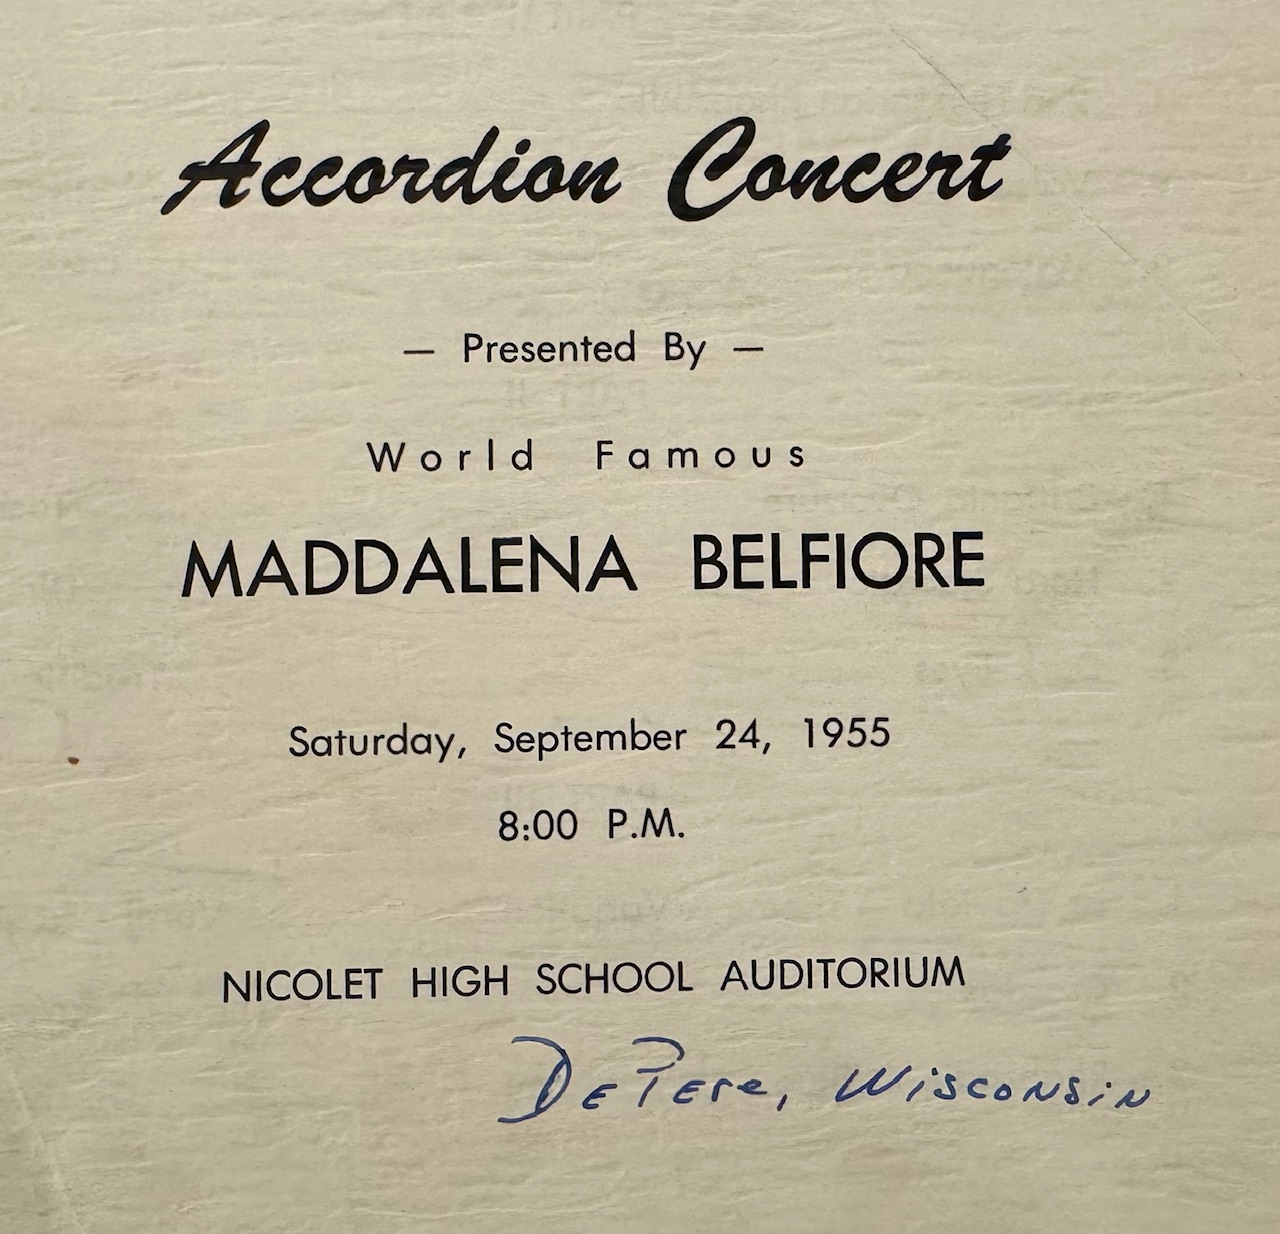 Accordion Concert
— Presented By —
World Famous
MADDALENA BELFIORE
Saturday, September 24, 1955
8:00 P.M.
NICOLET HIGH SCHOOL AUDITORIUM
DePere, Wisconsin